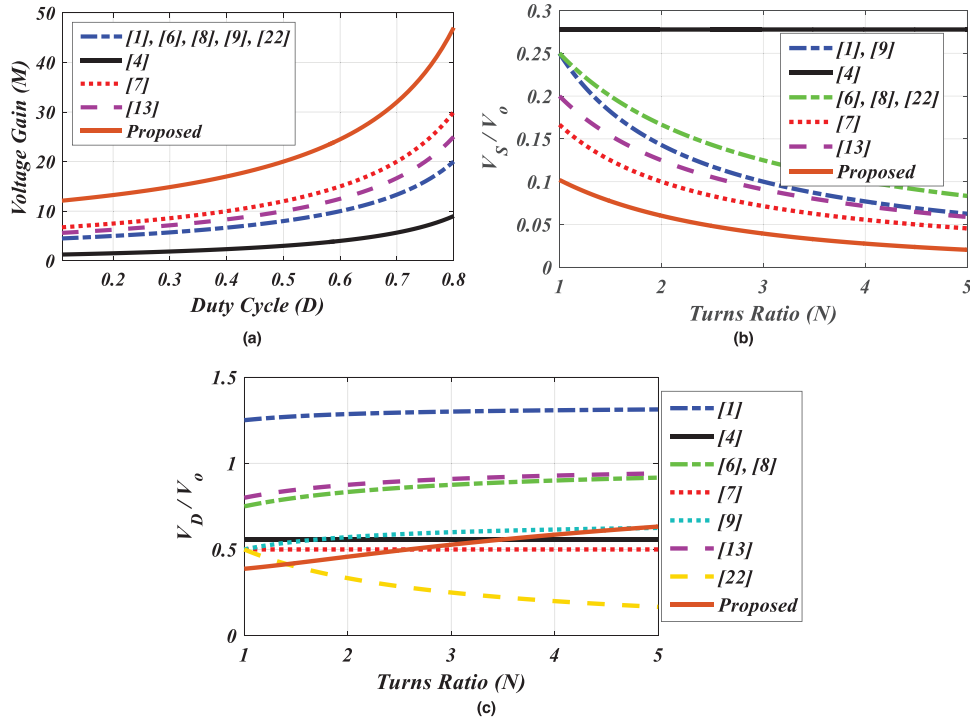 50
40
30
20
10
0
Voltage Gain (M)
[1], [6], [8], [9], [22]
[4]
[7]
[13]
Proposed
0.2 0.3 0.4 0.5 0.6 0.7 0.8
Duty Cycle (D)
(a)
0.3
0.25
0.2
0.15
0.1
0.05
0
V_S / V_o
[1], [9]
[4]
[6], [8], [22]
[7]
[13]
Proposed
1 2 3 4 5
Turns Ratio (N)
(b)
1.5
1
0.5
0
V_D / V_o
1 2 3 4 5
Turns Ratio (N)
[1]
[4]
[6], [8]
[7]
[9]
[13]
[22]
Proposed
(c)